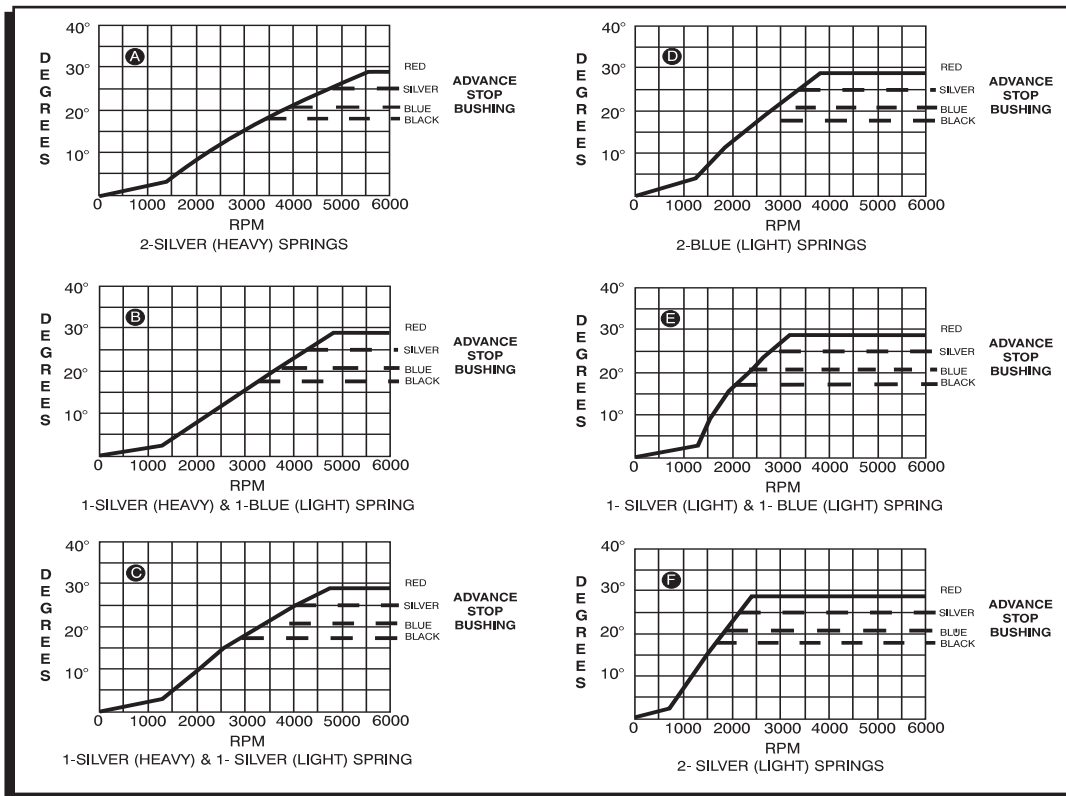 A
DEGREES
40°
30°
20°
10°
RED
SILVER
BLUE
BLACK
ADVANCE
STOP
BUSHING
0 1000 2000 3000 4000 5000 6000
RPM
2-SILVER (HEAVY) SPRINGS
B
DEGREES
40°
30°
20°
10°
RED
SILVER
BLUE
BLACK
ADVANCE
STOP
BUSHING
0 1000 2000 3000 4000 5000 6000
RPM
1-SILVER (HEAVY) & 1-BLUE (LIGHT) SPRING
C
DEGREES
40°
30°
20°
10°
RED
SILVER
BLUE
BLACK
ADVANCE
STOP
BUSHING
0 1000 2000 3000 4000 5000 6000
RPM
1-SILVER (HEAVY) & 1- SILVER (LIGHT) SPRING
D
DEGREES
40°
30°
20°
10°
RED
SILVER
BLUE
BLACK
ADVANCE
STOP
BUSHING
0 1000 2000 3000 4000 5000 6000
RPM
2-BLUE (LIGHT) SPRINGS
E
DEGREES
40°
30°
20°
10°
RED
SILVER
BLUE
BLACK
ADVANCE
STOP
BUSHING
0 1000 2000 3000 4000 5000 6000
RPM
1- SILVER (LIGHT) & 1- BLUE (LIGHT) SPRING
F
DEGREES
40°
30°
20°
10°
RED
SILVER
BLUE
BLACK
ADVANCE
STOP
BUSHING
0 1000 2000 3000 4000 5000 6000
RPM
2- SILVER (LIGHT) SPRINGS